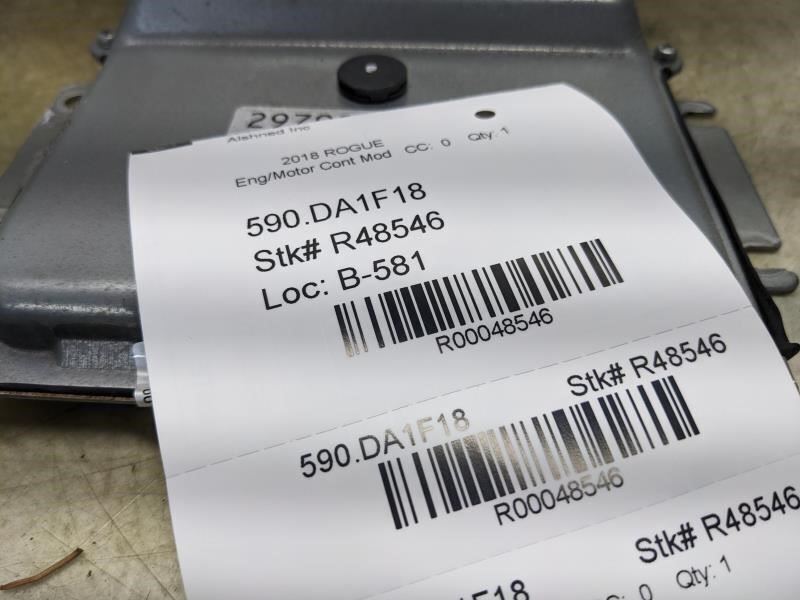 Alshned Inc
2018 ROGUE
Eng/Motor Cont Mod CC: 0 Qty: 1
590.DA1F18
Stk# R48546
Loc: B-581
R00048546
Stk# R48546
590.DA1F18
R00048546
Stk# R48546
0 Qty: 1